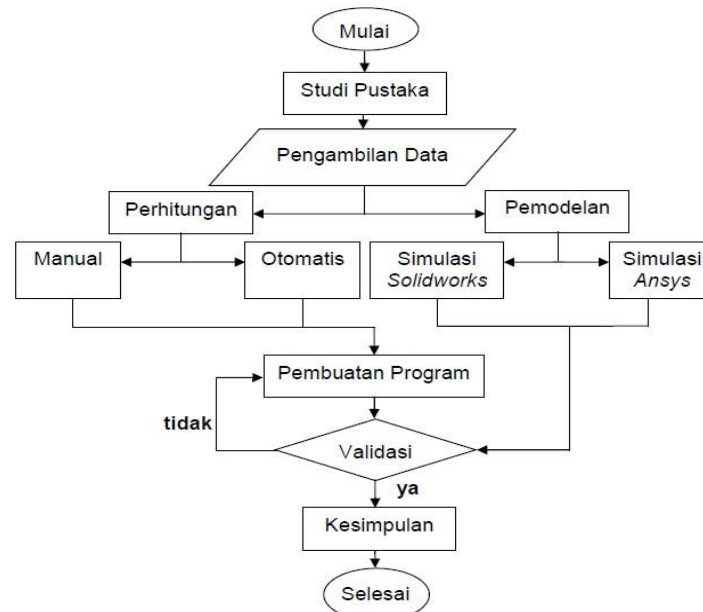 Mulai
Studi Pustaka
Pengambilan Data
Perhitungan
Pemodelan
Manual
Otomatis
Simulasi
Solidworks
Simulasi
Ansys
Pembuatan Program
tidak
Validasi
ya
Kesimpulan
Selesai